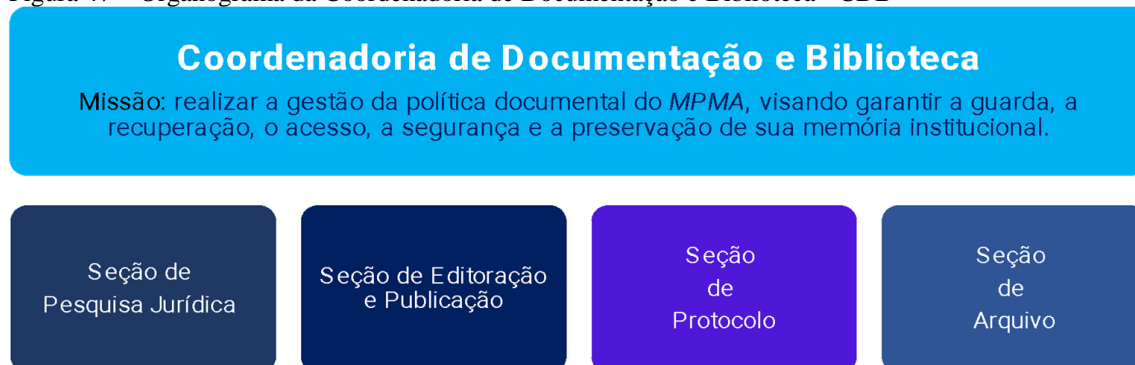 Coordenadoria de Documentação e Biblioteca
Missão: realizar a gestão da política documental do MPMA, visando garantir a guarda, a
recuperação, o acesso, a segurança e a preservação de sua memória institucional.
Seção de
Pesquisa Jurídica
Seção de Editoração
e Publicação
Seção
de
Protocolo
Seção
de
Arquivo